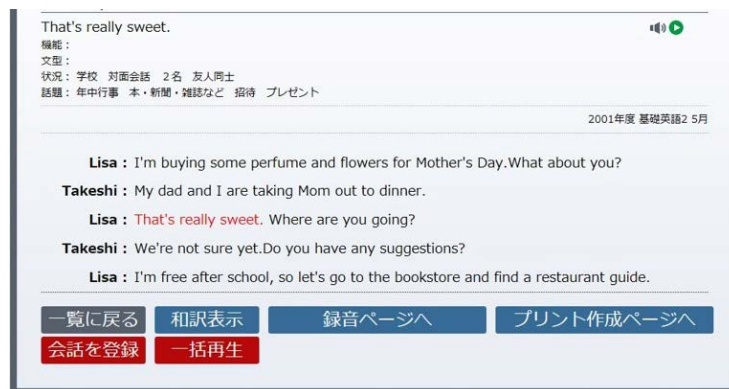 That's really sweet.
機能：
文型：
状況： 学校 対面会話 2名 友人同士
話題： 年中行事 本・新聞・雑誌など 招待 プレゼント
2001年度 基礎英語2 5月
Lisa : I'm buying some perfume and flowers for Mother's Day.What about you?
Takeshi : My dad and I are taking Mom out to dinner.
Lisa : That's really sweet. Where are you going?
Takeshi : We're not sure yet.Do you have any suggestions?
Lisa : I'm free after school, so let's go to the bookstore and find a restaurant guide.
一覧に戻る 和訳表示 録音ページへ プリント作成ページへ
会話を登録 一括再生